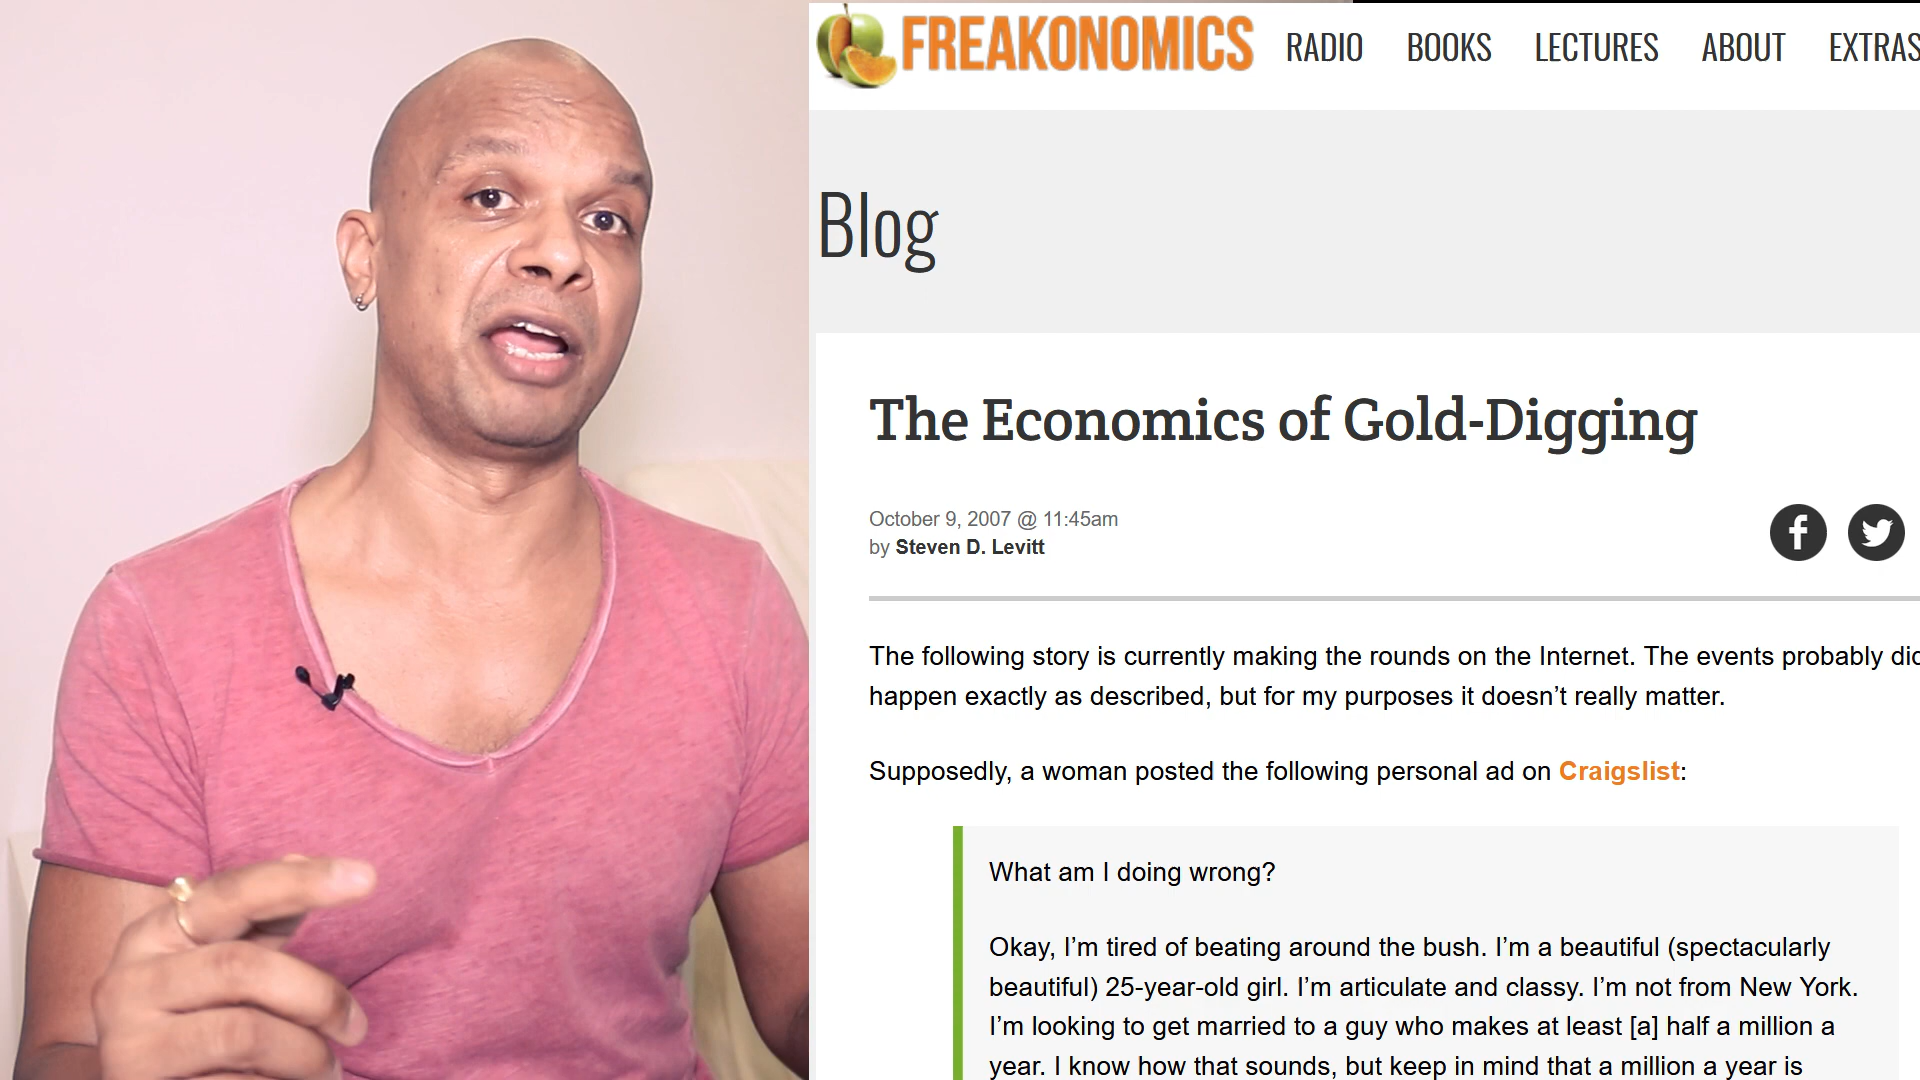 FREAKONOMICS RADIO BOOKS LECTURES ABOUT EXTRAS
Blog
The Economics of Gold-Digging
October 9, 2007 @ 11:45am
by Steven D. Levitt
The following story is currently making the rounds on the Internet. The events probably
happen exactly as described, but for my purposes it doesn’t really matter.
Supposedly, a woman posted the following personal ad on Craigslist:
What am I doing wrong?
Okay, I’m tired of beating around the bush. I’m a beautiful (spectacularly
beautiful) 25-year-old girl. I’m articulate and classy. I’m not from New York.
I’m looking to get married to a guy who makes at least [a] half a million a
year. I know how that sounds, but keep in mind that a million a year is